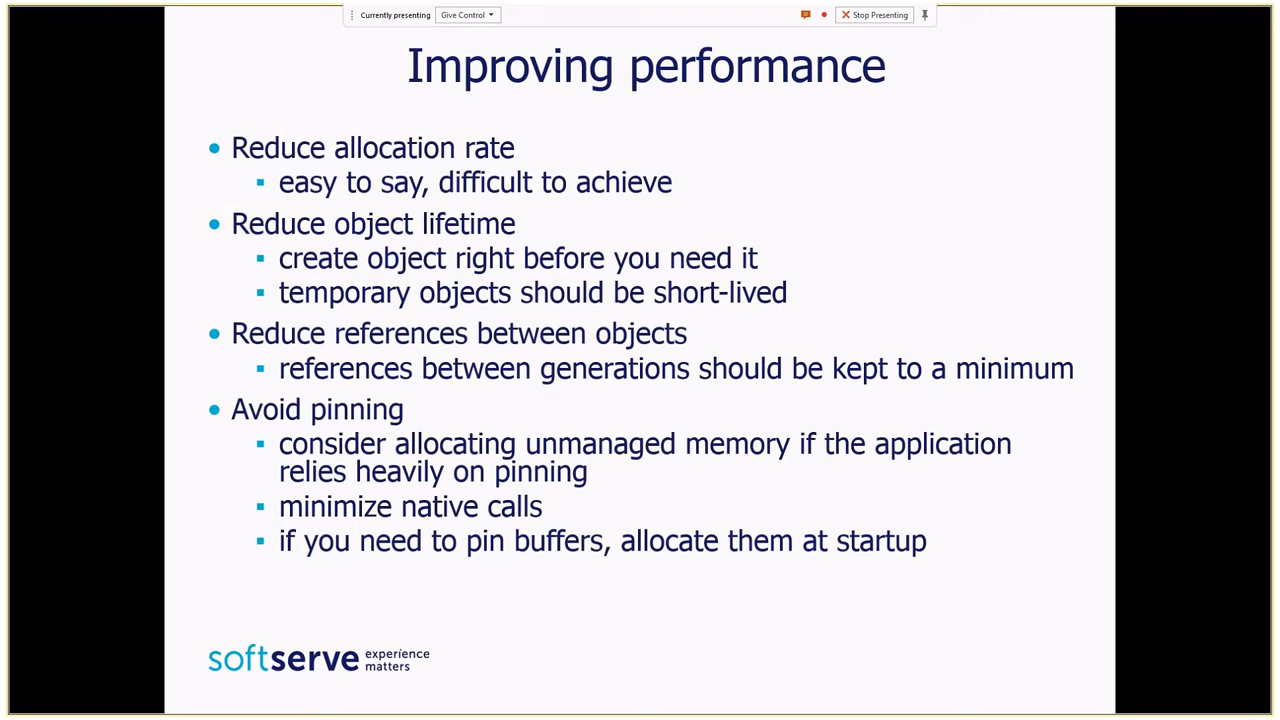 Currently presenting Give Control Stop Presenting
Improving performance
Reduce allocation rate
easy to say, difficult to achieve
Reduce object lifetime
create object right before you need it
temporary objects should be short-lived
Reduce references between objects
references between generations should be kept to a minimum
Avoid pinning
consider allocating unmanaged memory if the application
relies heavily on pinning
minimize native calls
if you need to pin buffers, allocate them at startup
softserve experience
matters